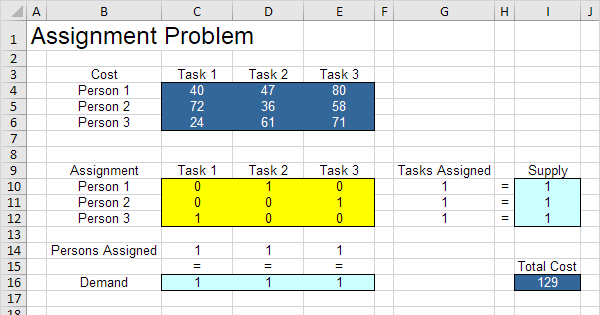 A B C D E F G H I J
1 Assignment Problem
2
3 Cost Task 1 Task 2 Task 3
4 Person 1 40 47 80
5 Person 2 72 36 58
6 Person 3 24 61 71
7
8
9 Assignment Task 1 Task 2 Task 3 Tasks Assigned Supply
10 Person 1 0 1 0 1 = 1
11 Person 2 0 0 1 1 = 1
12 Person 3 1 0 0 1 = 1
13
14 Persons Assigned 1 1 1
15 = = = Total Cost
16 Demand 1 1 1 129
17
18